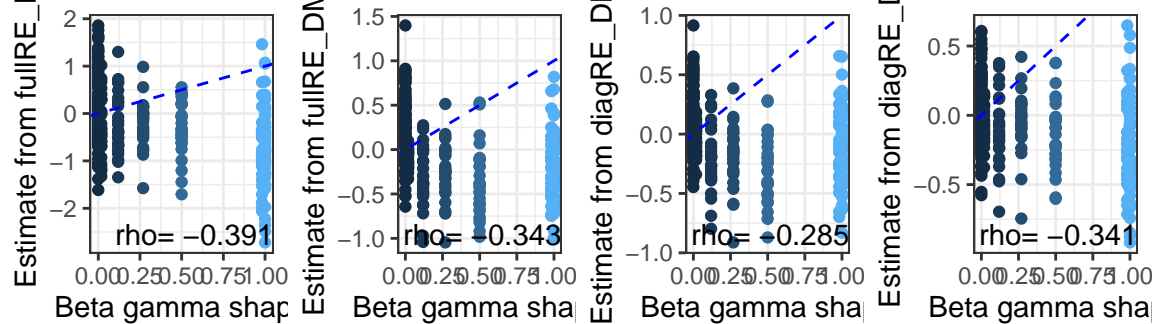 Estimate from fullRE_
2
1
0
−1
−2
rho= −0.391
0.00 0.25 0.50 0.75 1.00
Beta gamma shap
Estimate from fullRE_DM
1.5
1.0
0.5
0.0
−0.5
−1.0
rho= −0.343
0.00 0.25 0.50 0.75 1.00
Beta gamma shap
Estimate from diagRE_D
1.0
0.5
0.0
−0.5
−1.0
rho= −0.285
0.00 0.25 0.50 0.75 1.00
Beta gamma shap
Estimate from diagRE_D
0.5
0.0
−0.5
rho= −0.341
0.00 0.25 0.50 0.75 1.00
Beta gamma shap